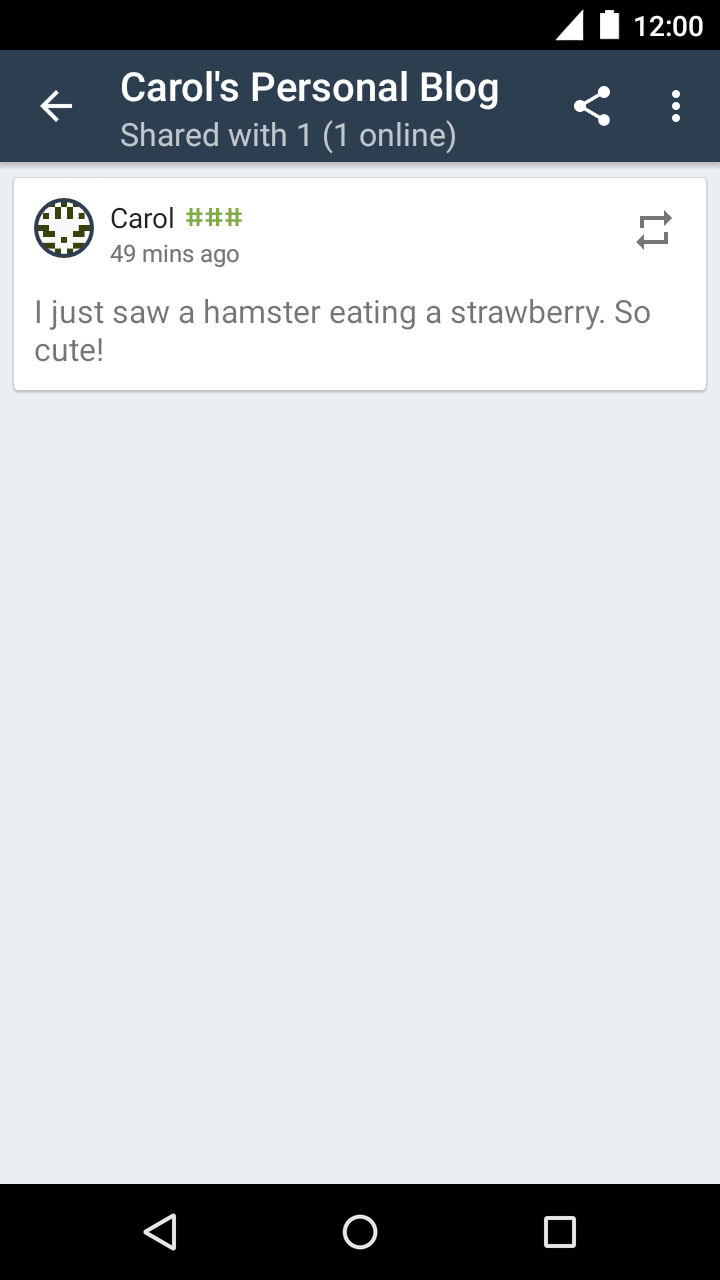 12:00
Carol's Personal Blog
Shared with 1 (1 online)
Carol ###
49 mins ago
I just saw a hamster eating a strawberry. So
cute!